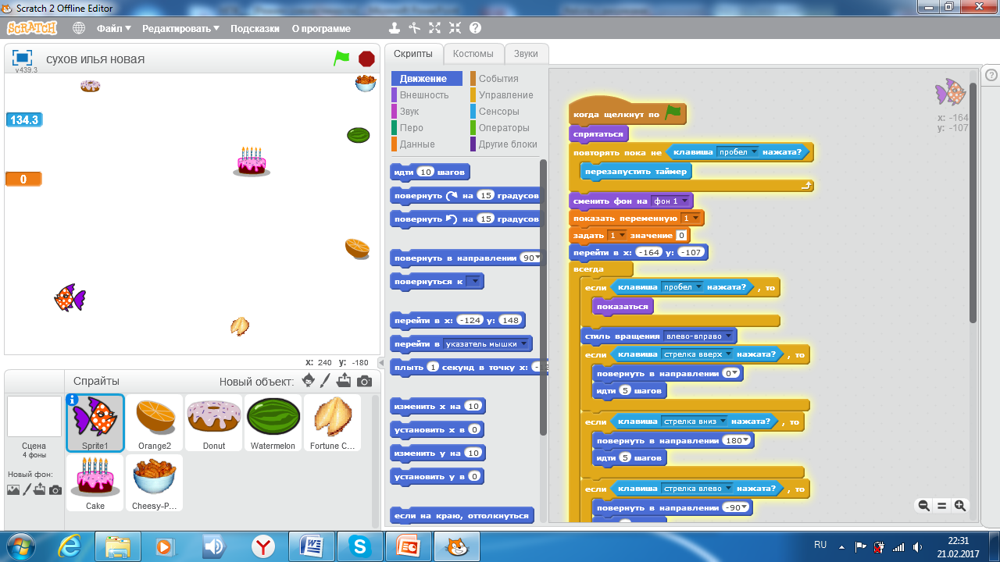 Scratch 2 Offline Editor
SCRATCH Файл Редактировать Подсказки О программе
v439.3 сухов илья новая
134.3
0
x: 240 y: -180
Скрипты Костюмы Звуки
Движение События
Внешность Управление
Звук Сенсоры
Перо Операторы
Данные Другие блоки
идти 10 шагов
повернуть на 15 градусов
повернуть на 15 градусов
повернуть в направлении 90
повернуться к
перейти в x: -124 y: 148
перейти в указатель мышки
плыть 1 секунд в точку x: -12
изменить x на 10
установить x в 0
изменить y на 10
установить y в 0
если на краю, оттолкнуться
x: -164
y: -107
когда щелкнут по
спрятаться
повторять пока не клавиша пробел нажата?
перезапустить таймер
сменить фон на фон 1
показать переменную 1
задать 1 значение 0
перейти в x: -164 y: -107
всегда
если клавиша пробел нажата? , то
показаться
стиль вращения влево-вправо
если клавиша стрелка вверх нажата? , то
повернуть в направлении 0
идти 5 шагов
если клавиша стрелка вниз нажата? , то
повернуть в направлении 180
идти 5 шагов
если клавиша стрелка влево нажата? , то
повернуть в направлении -90
Спрайты Новый объект:
Сцена
4 фоны
Новый фон:
Sprite1 Orange2 Donut Watermelon Fortune C...
Cake Cheesy-P...
RU 22:31
21.02.2017